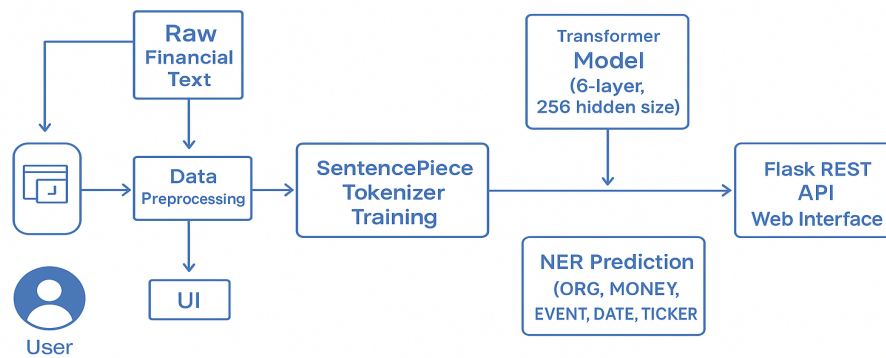 Raw
Financial
Text
Transformer
Model
(6-layer,
256 hidden size)
Data
Preprocessing
SentencePiece
Tokenizer
Training
Flask REST
API
Web Interface
NER Prediction
(ORG, MONEY,
EVENT, DATE, TICKER
UI
User